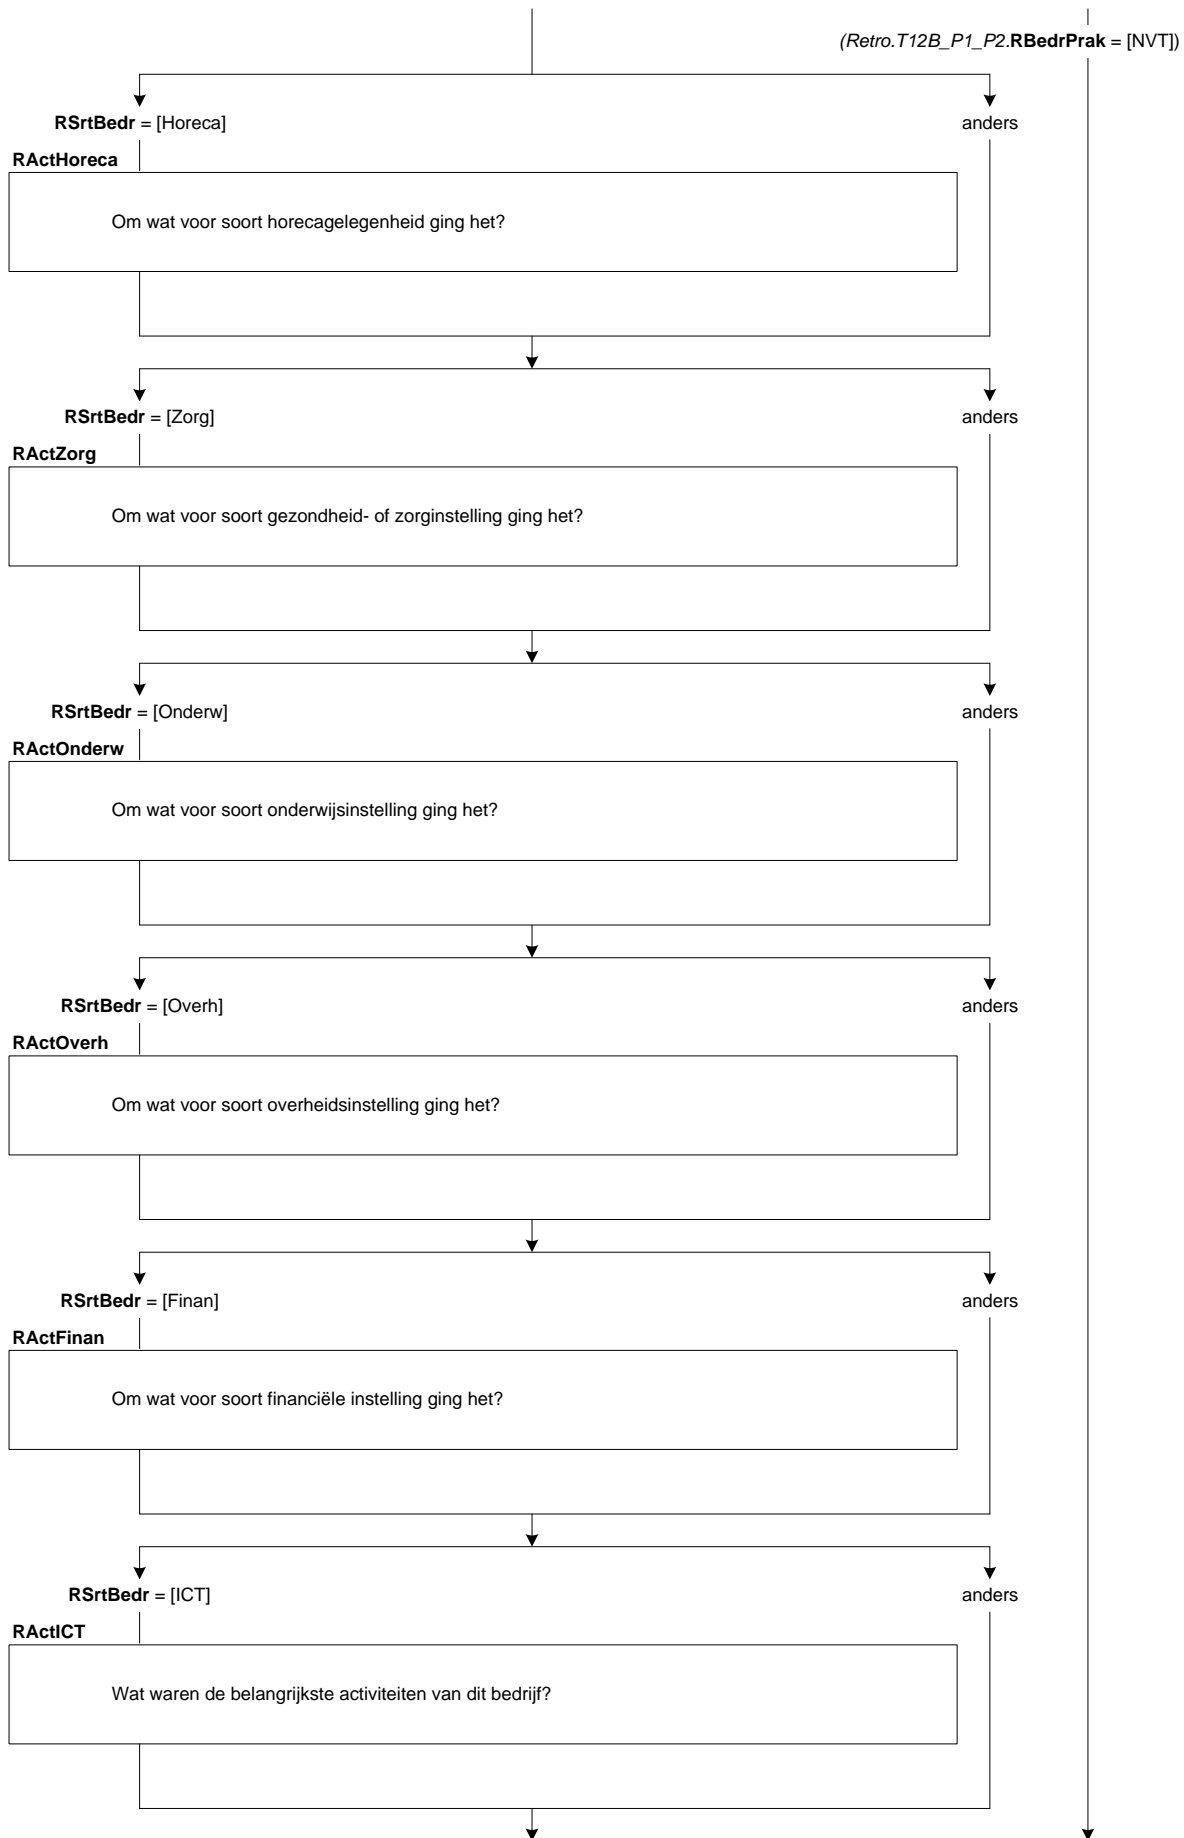 (Retro.T12B_P1_P2.RBedrPrak = [NVT])
RSrtBedr = [Horeca] anders
RActHoreca
Om wat voor soort horecagelegenheid ging het?
RSrtBedr = [Zorg] anders
RActZorg
Om wat voor soort gezondheid- of zorginstelling ging het?
RSrtBedr = [Onderw] anders
RActOnderw
Om wat voor soort onderwijsinstelling ging het?
RSrtBedr = [Overh] anders
RActOverh
Om wat voor soort overheidsinstelling ging het?
RSrtBedr = [Finan] anders
RActFinan
Om wat voor soort financiële instelling ging het?
RSrtBedr = [ICT] anders
RActICT
Wat waren de belangrijkste activiteiten van dit bedrijf?